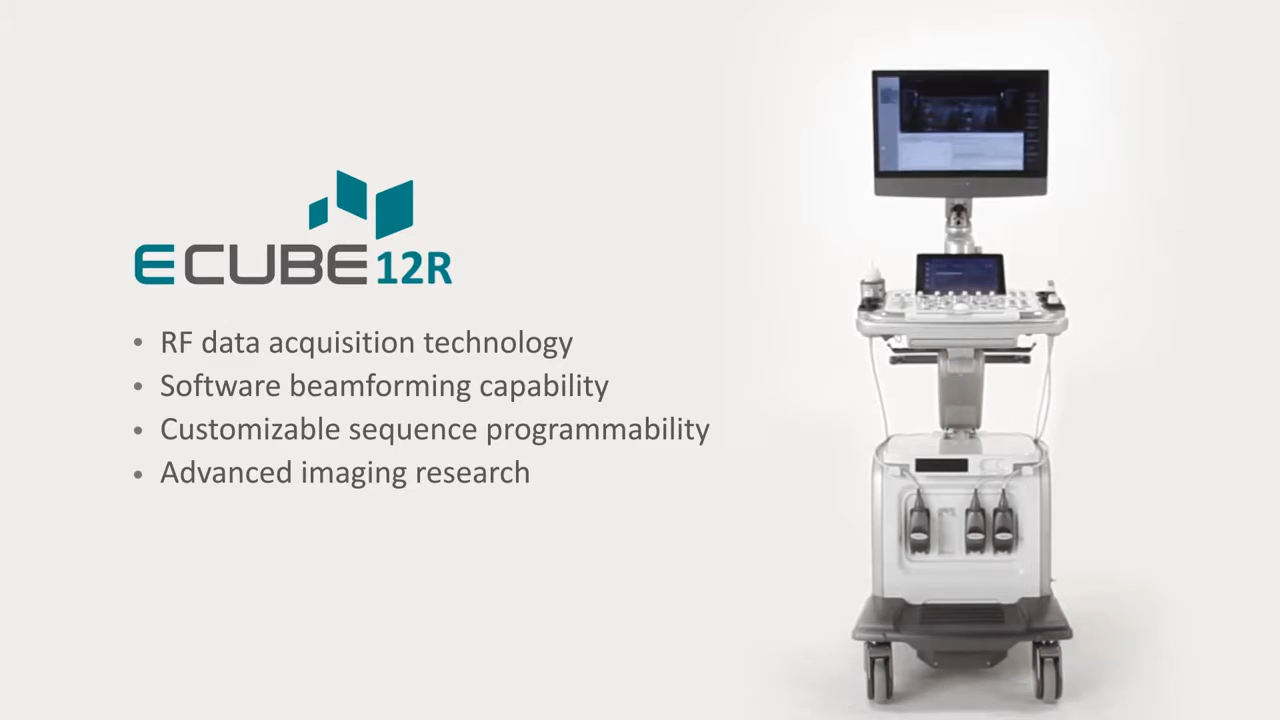 ECUBE 12R
• RF data acquisition technology
• Software beamforming capability
• Customizable sequence programmability
• Advanced imaging research